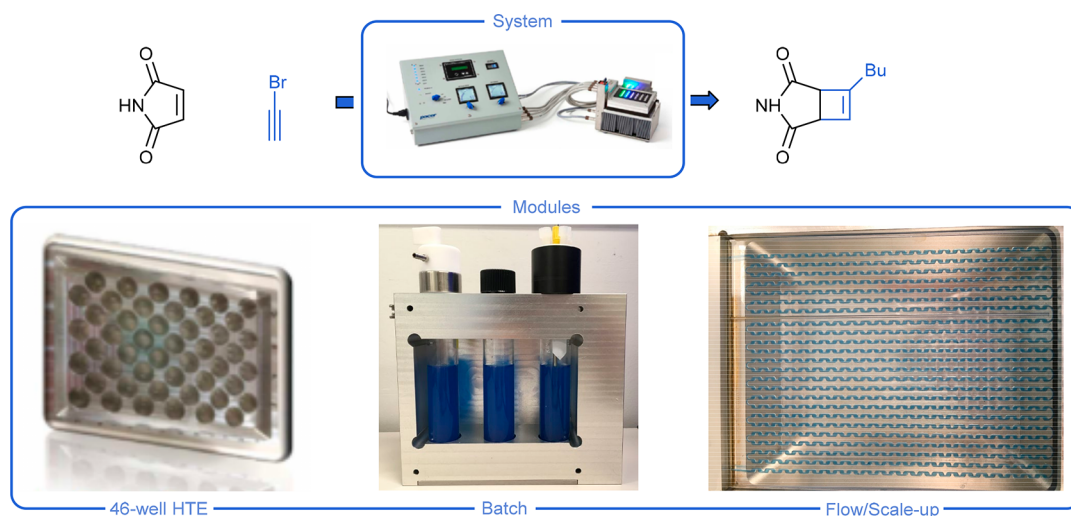 System
O
HN
O
Br
O
NH
O
Bu
Modules
46-well HTE
Batch
Flow/Scale-up